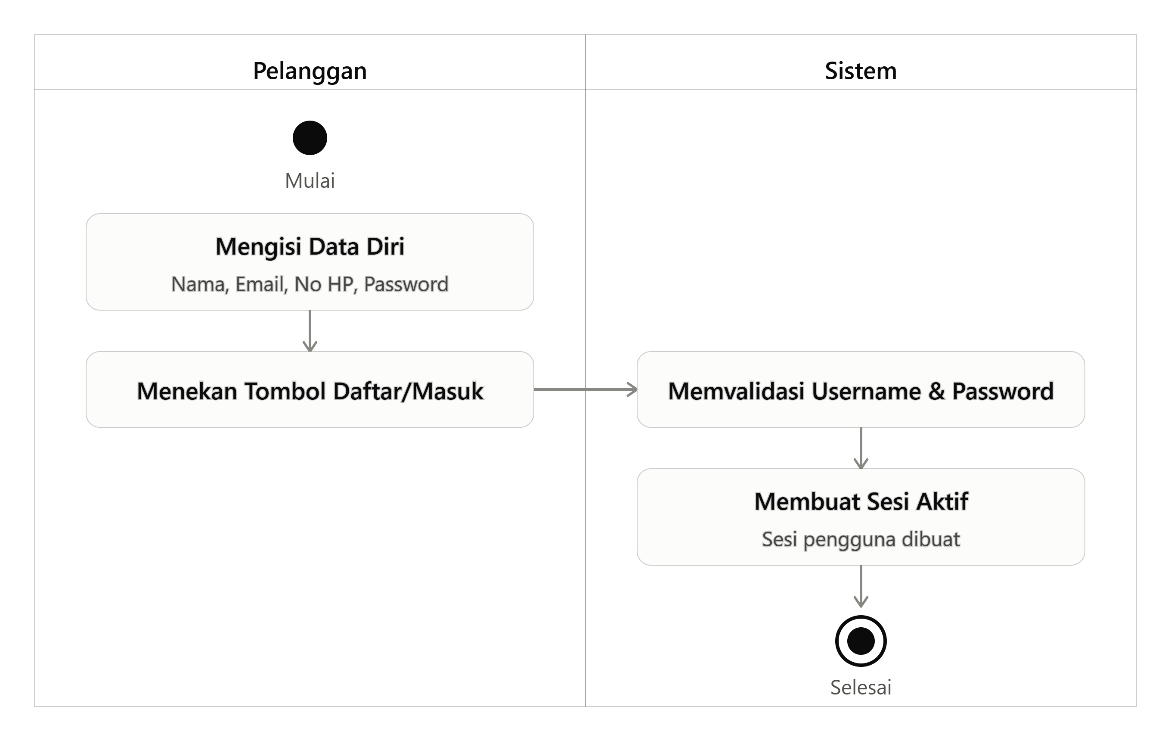 Pelanggan
Sistem
Mulai
Mengisi Data Diri
Nama, Email, No HP, Password
Menekan Tombol Daftar/Masuk
Memvalidasi Username & Password
Membuat Sesi Aktif
Sesi pengguna dibuat
Selesai